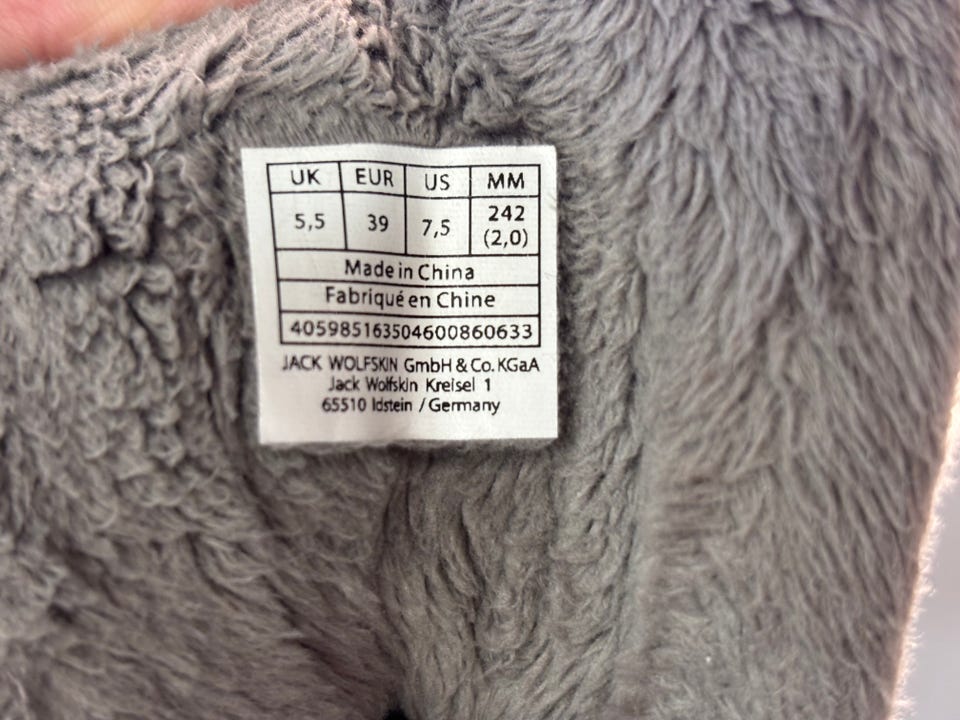 UK EUR US MM
5,5 39 7,5 242 (2,0)
Made in China
Fabriqué en Chine
405985163504600860633
JACK WOLFSKIN GmbH & Co. KGaA
Jack Wolfskin Kreisel 1
65510 Idstein / Germany